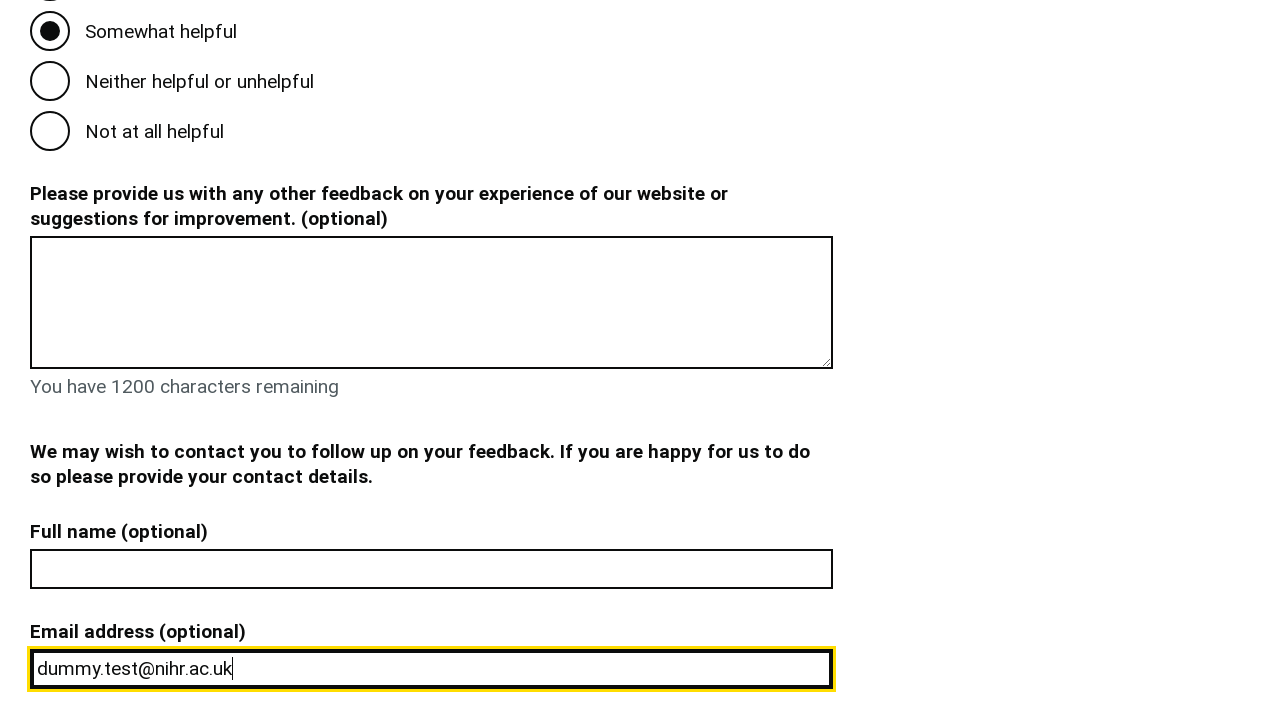 Somewhat helpful
Neither helpful or unhelpful
Not at all helpful
Please provide us with any other feedback on your experience of our website or
suggestions for improvement. (optional)
You have 1200 characters remaining
We may wish to contact you to follow up on your feedback. If you are happy for us to do
so please provide your contact details.
Full name (optional)
Email address (optional)
dummy.test@nihr.ac.uk